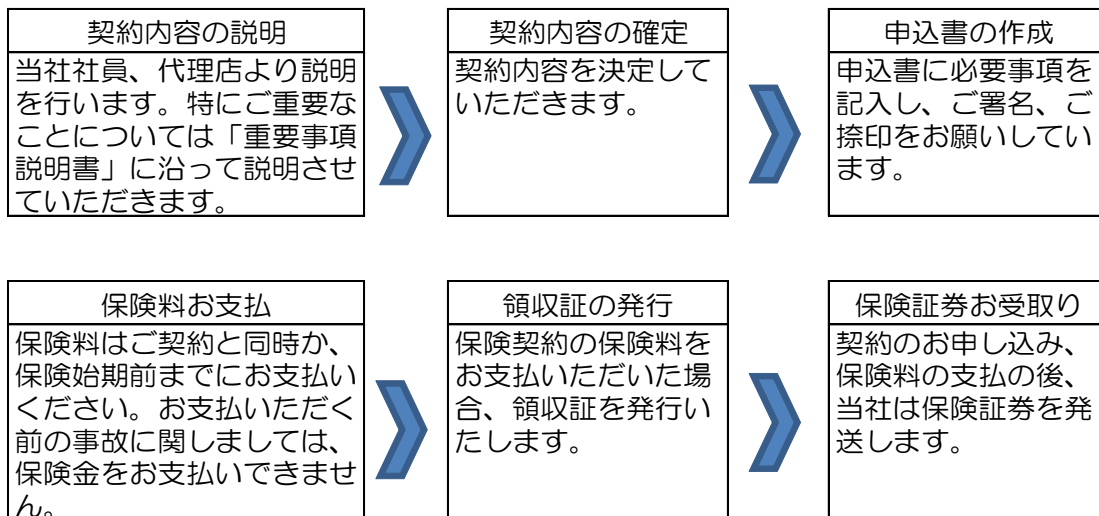 契約内容の説明
当社社員、代理店より説明
を行います。特にご重要な
ことについては「重要事項
説明書」に沿って説明させ
ていただきます。
契約内容の確定
契約内容を決定して
いただきます。
申込書の作成
申込書に必要事項を
記入し、ご署名、ご
捺印をお願いしてい
ます。
保険料お支払
保険料はご契約と同時か、
保険始期前までにお支払い
ください。お支払いただく
前の事故に関しましては、
保険金をお支払いできませ
ん。
領収証の発行
保険契約の保険料を
お支払いただいた場
合、領収証を発行い
たします。
保険証券お受取り
契約のお申し込み、
保険料の支払の後、
当社は保険証券を発
送します。